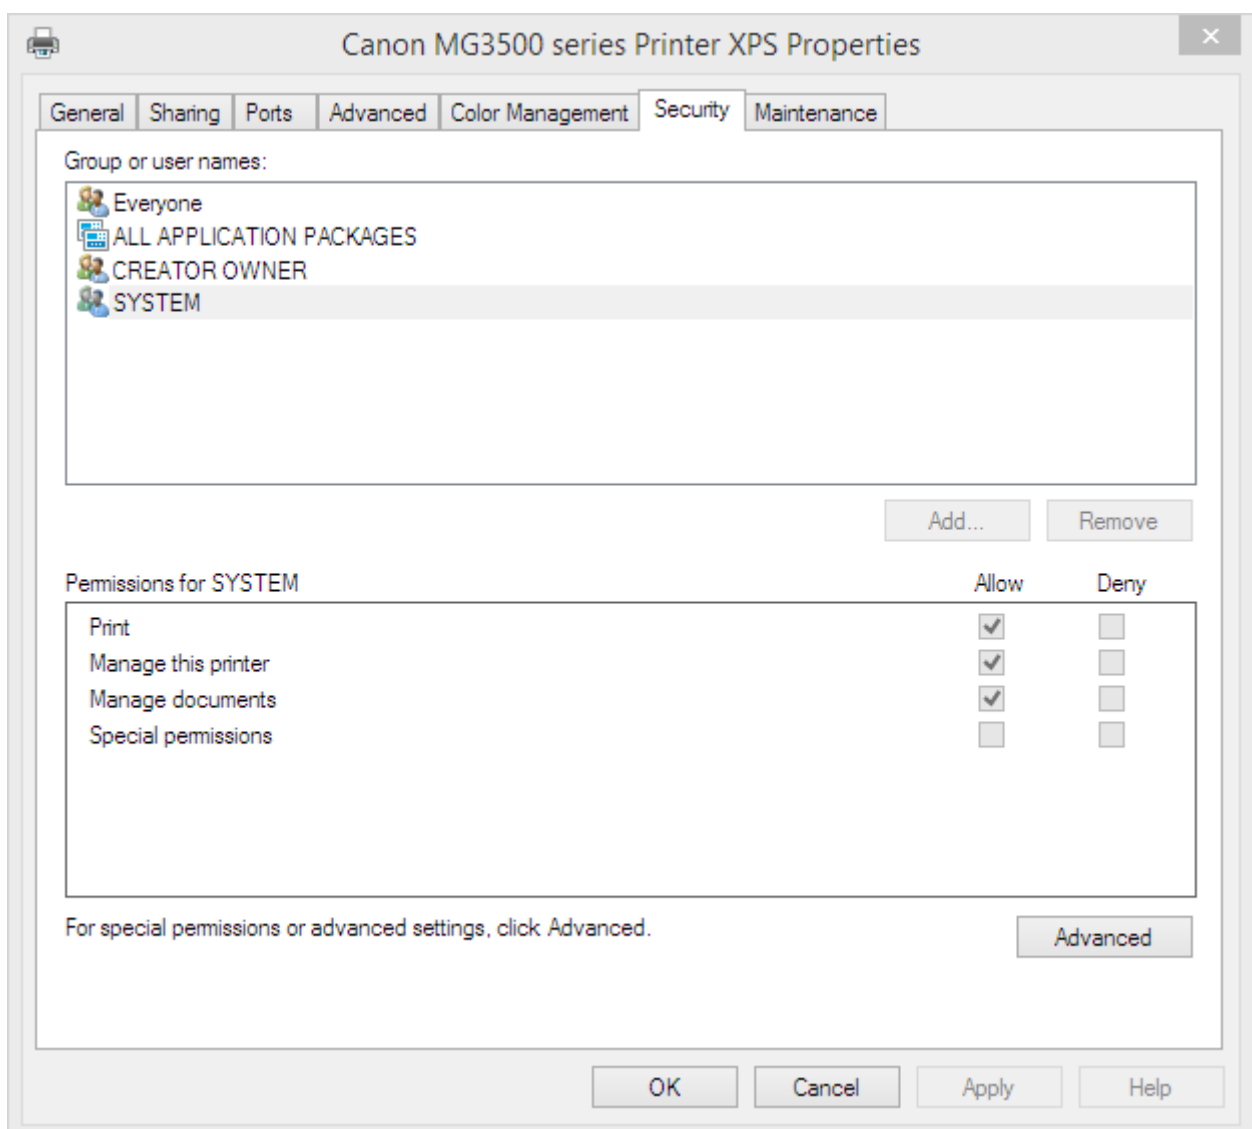 Canon MG3500 series Printer XPS Properties
General Sharing Ports Advanced Color Management Security Maintenance
Group or user names:
Everyone
ALL APPLICATION PACKAGES
CREATOR OWNER
SYSTEM
Add... Remove
Permissions for SYSTEM Allow Deny
Print
Manage this printer
Manage documents
Special permissions
For special permissions or advanced settings, click Advanced.
Advanced
OK Cancel Apply Help